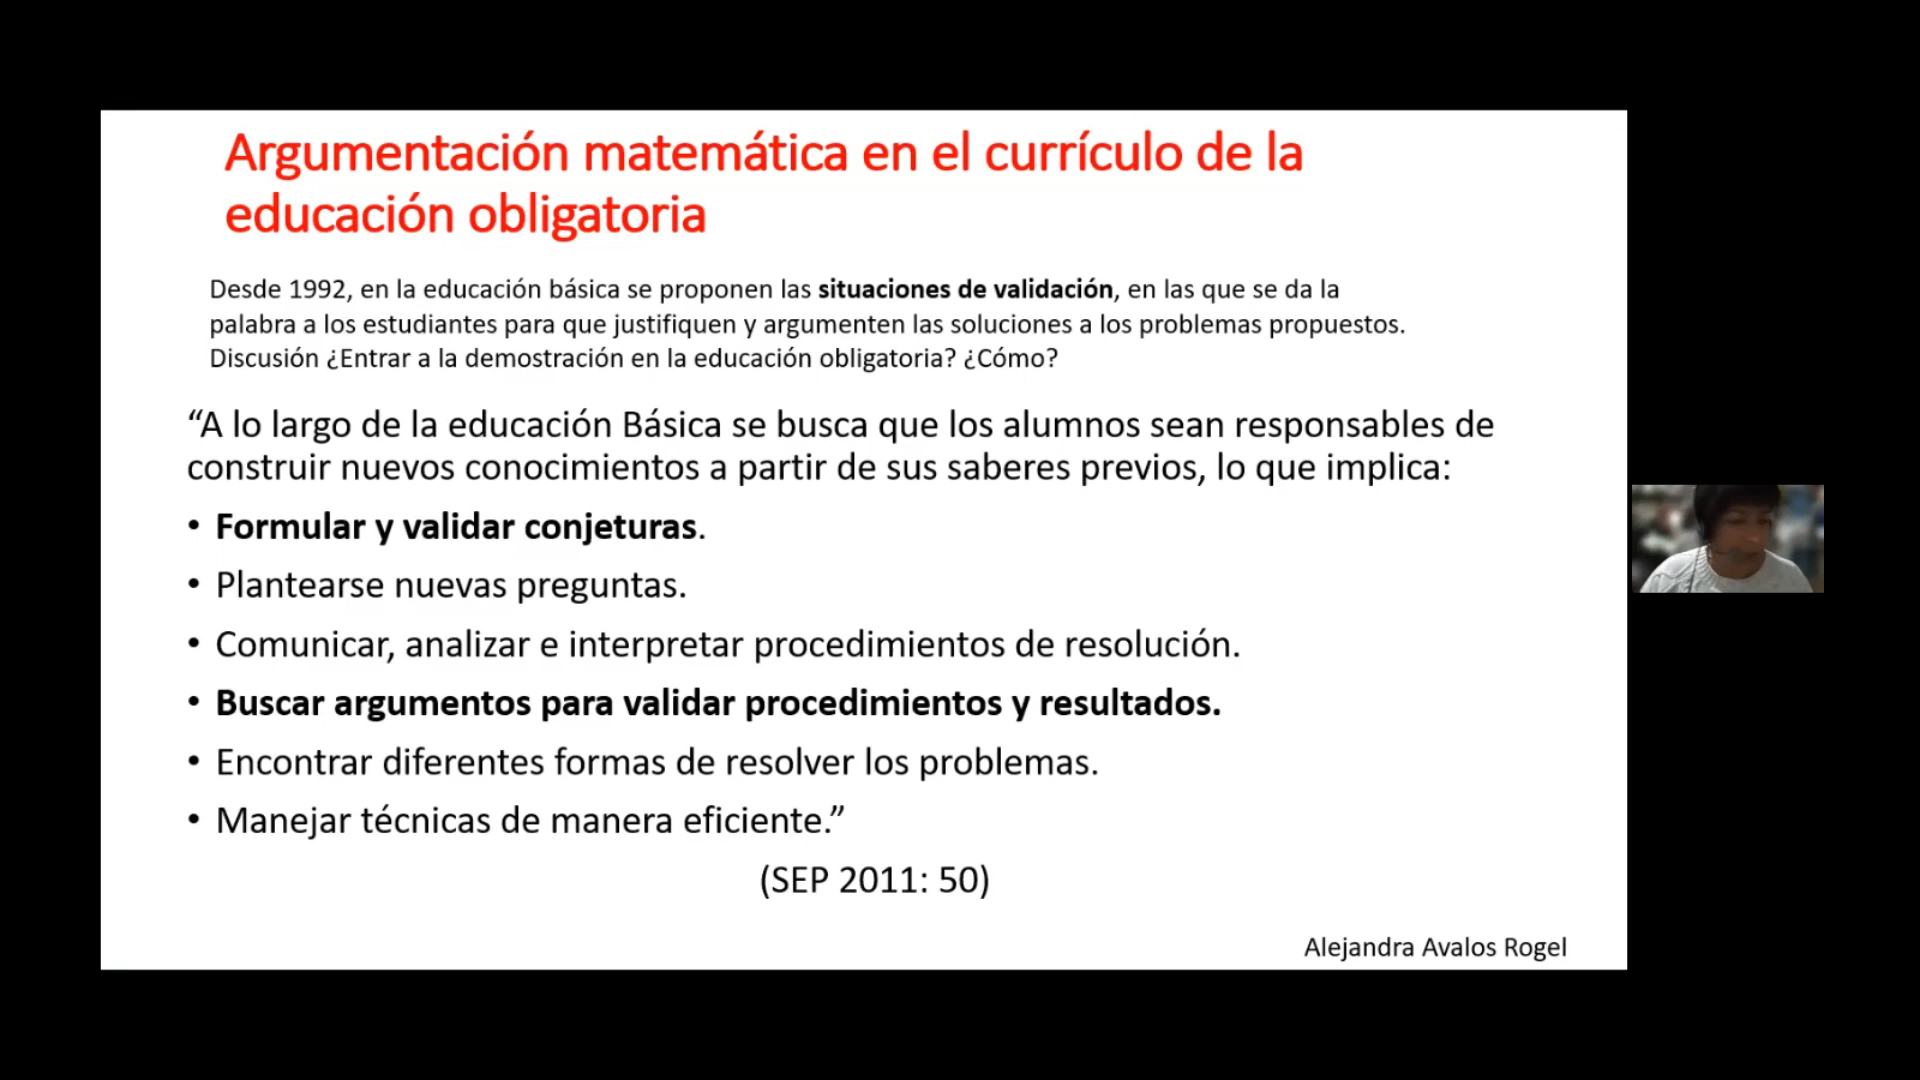 Argumentación matemática en el currículo de la
educación obligatoria
Desde 1992, en la educación básica se proponen las situaciones de validación, en las que se da la
palabra a los estudiantes para que justifiquen y argumenten las soluciones a los problemas propuestos.
Discusión ¿Entrar a la demostración en la educación obligatoria? ¿Cómo?
“A lo largo de la educación Básica se busca que los alumnos sean responsables de
construir nuevos conocimientos a partir de sus saberes previos, lo que implica:
• Formular y validar conjeturas.
• Plantearse nuevas preguntas.
• Comunicar, analizar e interpretar procedimientos de resolución.
• Buscar argumentos para validar procedimientos y resultados.
• Encontrar diferentes formas de resolver los problemas.
• Manejar técnicas de manera eficiente.”
(SEP 2011: 50)
Alejandra Avalos Rogel